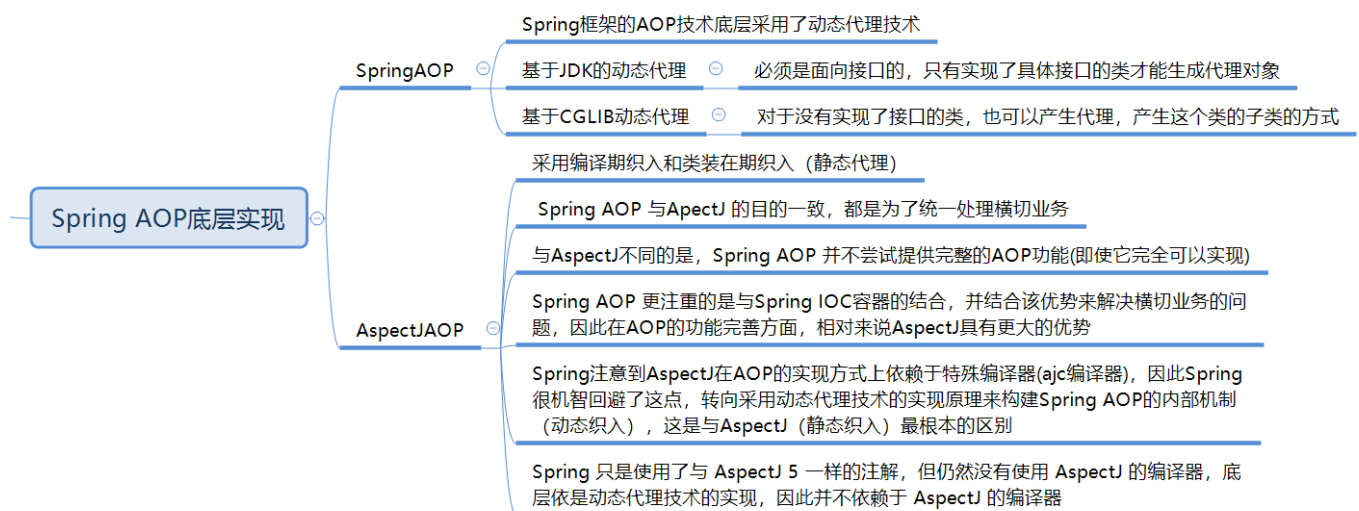 Spring框架的AOP技术底层采用了动态代理技术
SpringAOP
基于JDK的动态代理
必须是面向接口的，只有实现了具体接口的类才能生成代理对象
基于CGLIB动态代理
对于没有实现了接口的类，也可以产生代理，产生这个类的子类的方式
Spring AOP底层实现
采用编译期织入和类装在期织入（静态代理）
Spring AOP 与ApectJ 的目的一致，都是为了统一处理横切业务
与AspectJ不同的是，Spring AOP 并不尝试提供完整的AOP功能(即使它完全可以实现)
AspectJAOP
Spring AOP 更注重的是与Spring IOC容器的结合，并结合该优势来解决横切业务的问
题，因此在AOP的功能完善方面，相对来说AspectJ具有更大的优势
Spring注意到AspectJ在AOP的实现方式上依赖于特殊编译器(ajc编译器)，因此Spring
很机智回避了这点，转向采用动态代理技术的实现原理来构建Spring AOP的内部机制
（动态织入），这是与AspectJ（静态织入）最根本的区别
Spring 只是使用了与 AspectJ 5 一样的注解，但仍然没有使用 AspectJ 的编译器，底
层依是动态代理技术的实现，因此并不依赖于 AspectJ 的编译器